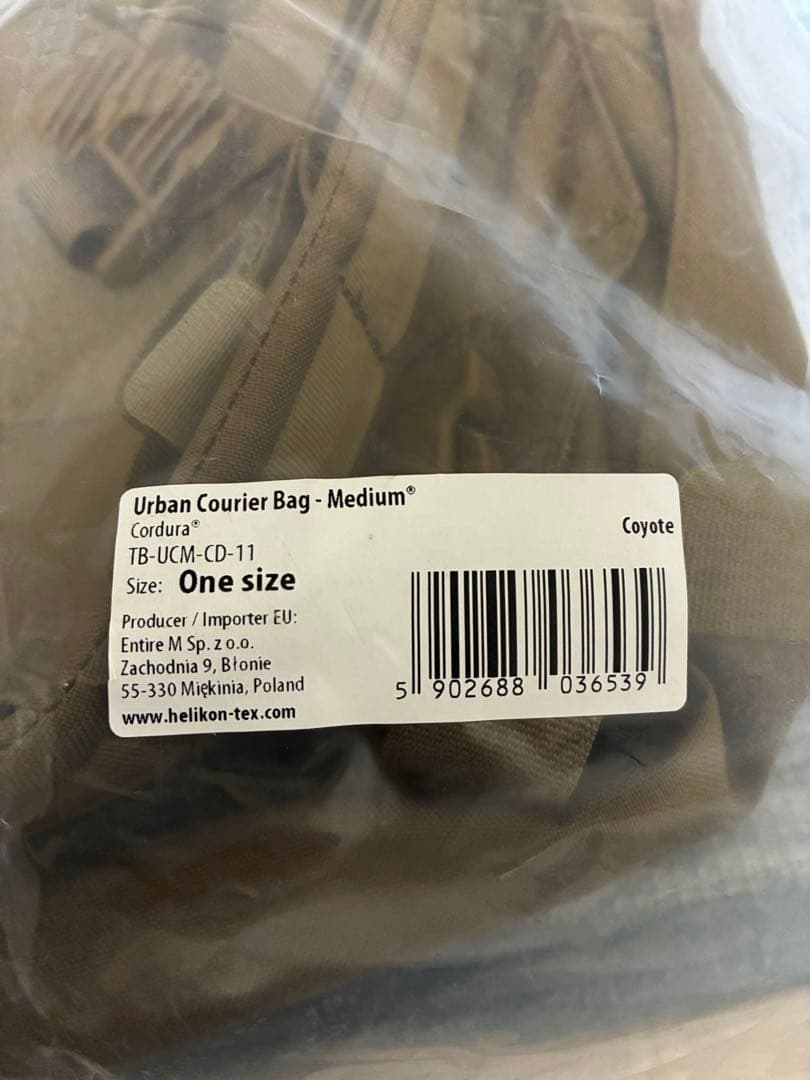 Urban Courier Bag - Medium®
Cordura®
Coyote
TB-UCM-CD-11
Size: One size
Producer / Importer EU:
Entire M Sp. z o.o.
Zachodnia 9, Błonie
55-330 Miękinia, Poland
www.helikon-tex.com
5 902688 036539